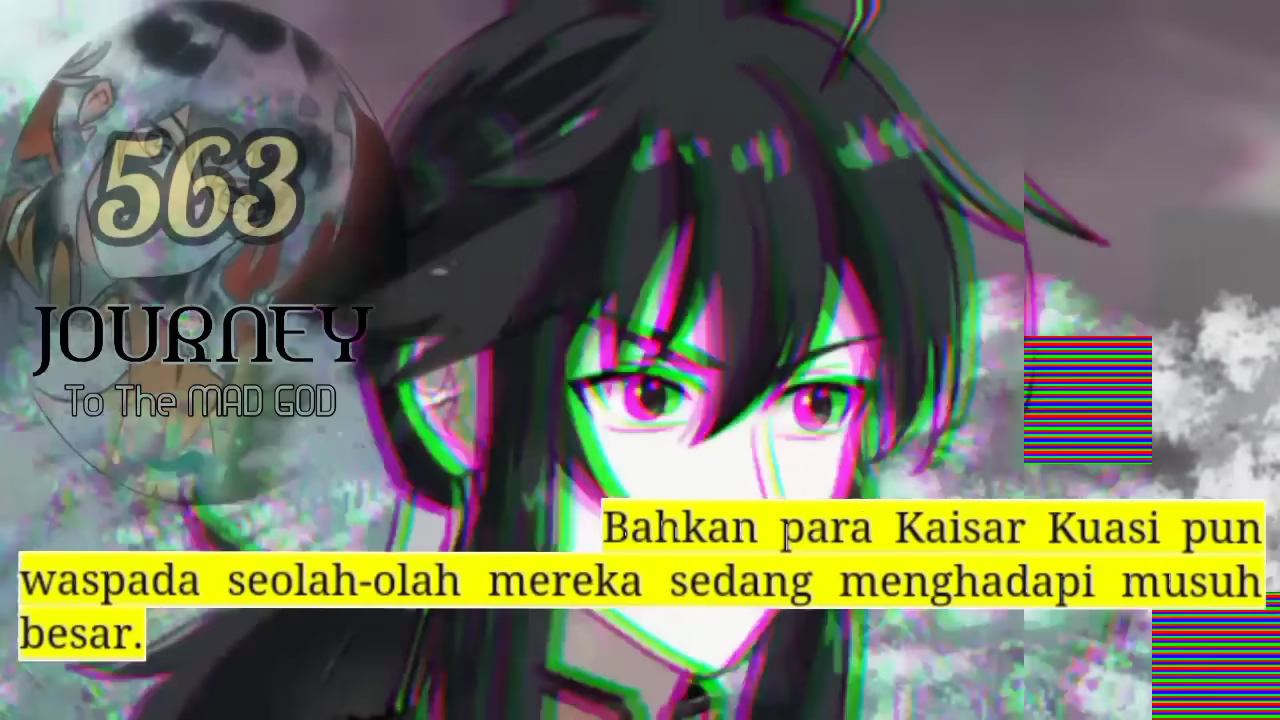 563
JOURNEY
To The MAD GOD
Bahkan para Kaisar Kuasi pun
waspada seolah-olah mereka sedang menghadapi musuh
besar.